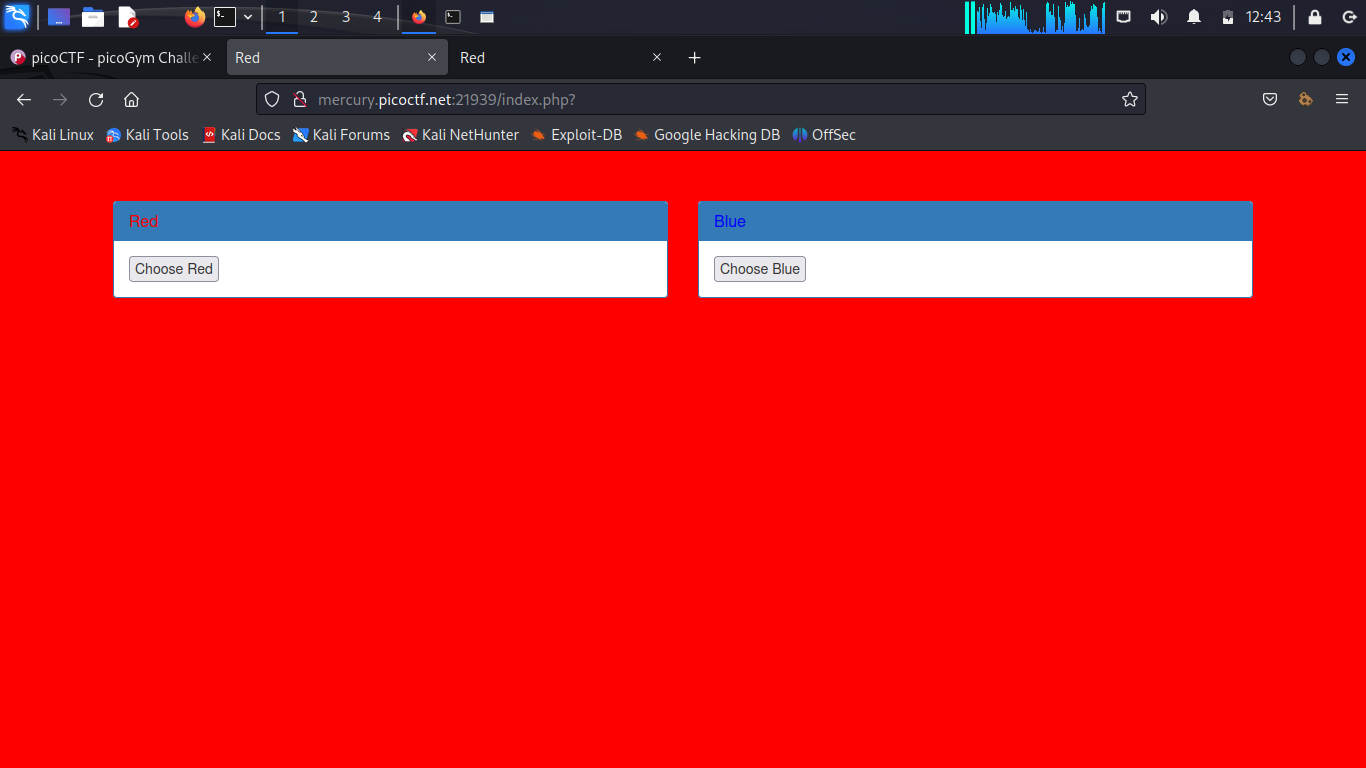 1 2 3 4 12:43
picoCTF - picoGym Challe Red Red
mercury.picoctf.net:21939/index.php?
Kali Linux Kali Tools Kali Docs Kali Forums Kali NetHunter Exploit-DB Google Hacking DB OffSec
Red Blue
Choose Red Choose Blue